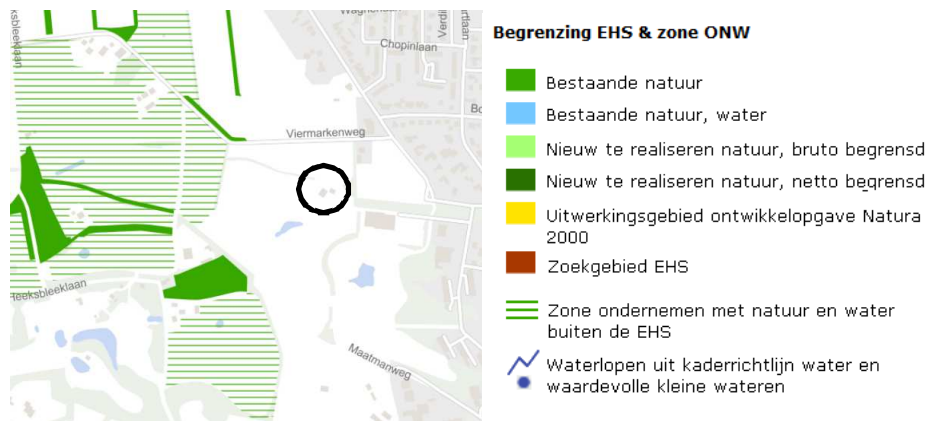 Chopinlaan
Viermarkenweg
Maatmanweg
Begrenzing EHS & zone ONW
Bestaande natuur
Bestaande natuur, water
Nieuw te realiseren natuur, bruto begrensd
Nieuw te realiseren natuur, netto begrensd
Uitwerkingsgebied ontwikkelopgave Natura
2000
Zoekgebied EHS
Zone ondernemen met natuur en water
buiten de EHS
Waterlopen uit kaderrichtlijn water en
waardevolle kleine wateren